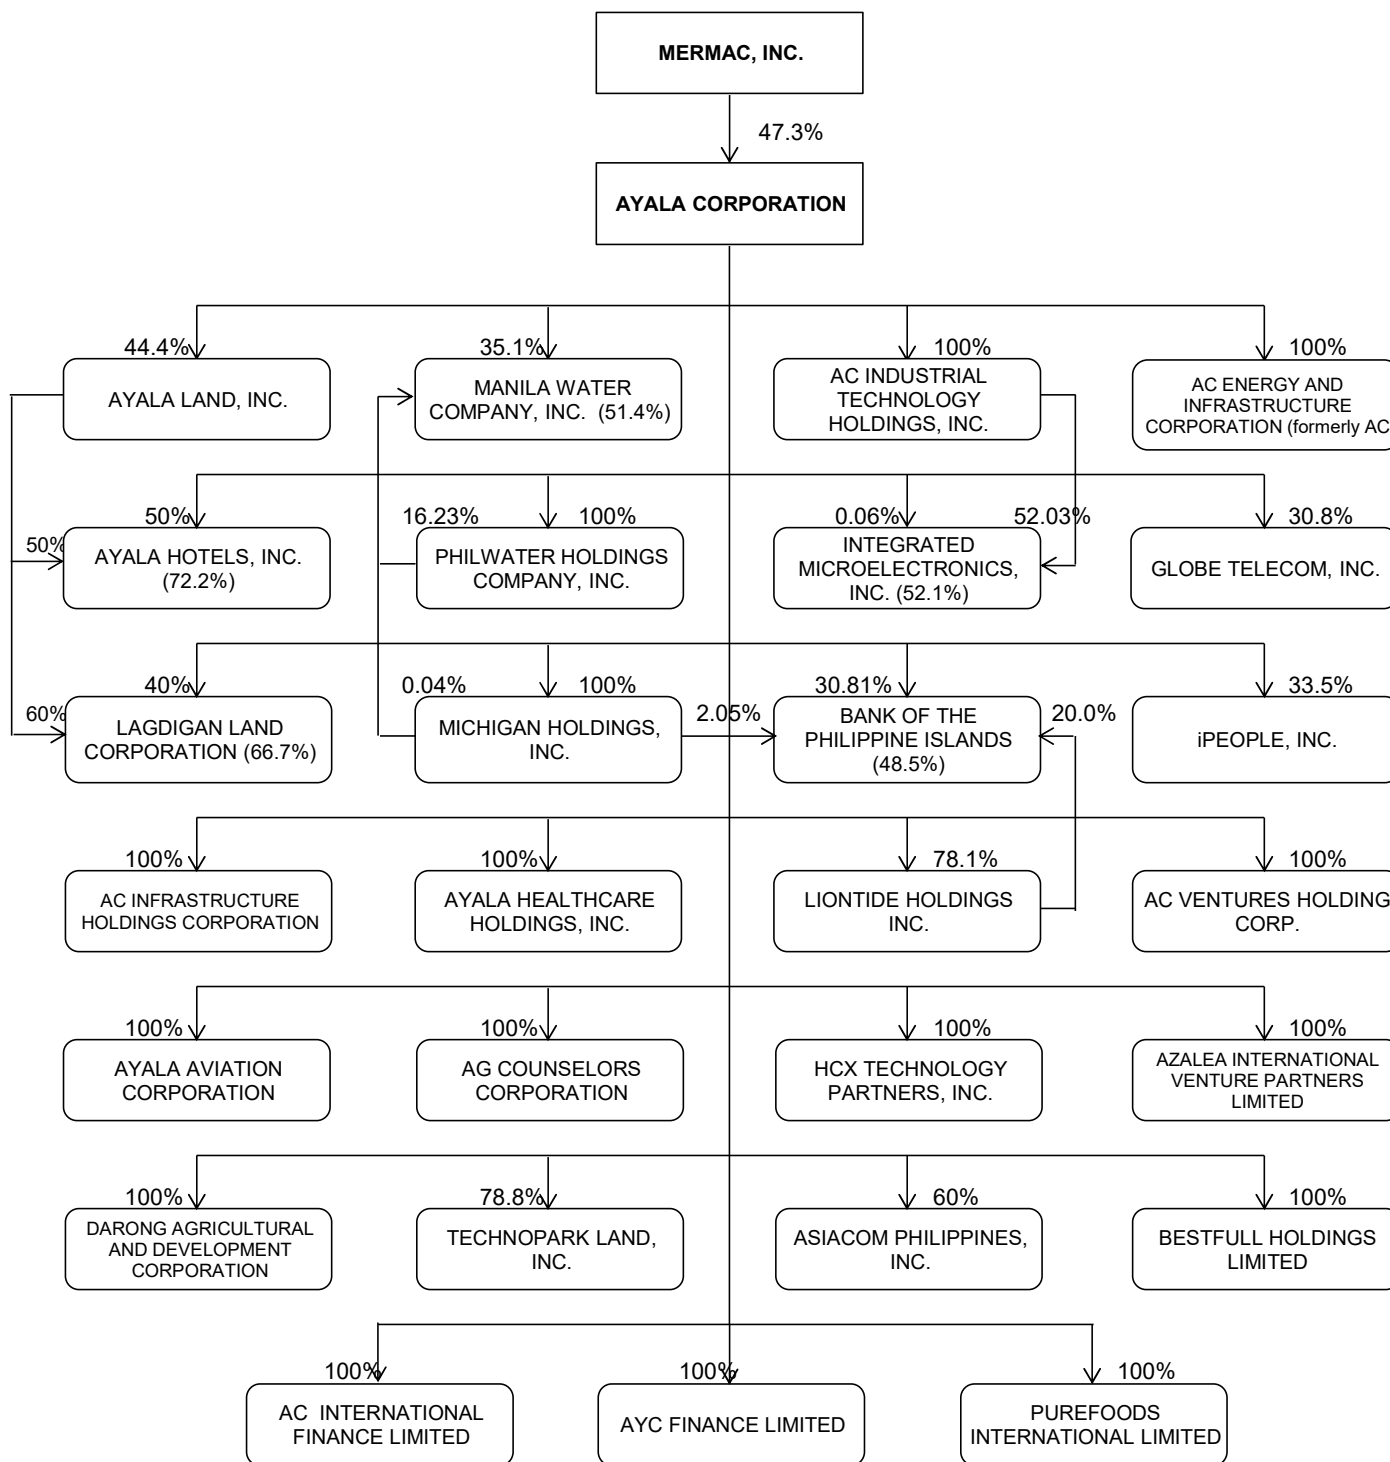 MERMAC, INC.
47.3%
AYALA CORPORATION
44.4%
35.1%
100%
100%
AYALA LAND, INC.
MANILA WATER
COMPANY, INC. (51.4%)
AC INDUSTRIAL
TECHNOLOGY
HOLDINGS, INC.
AC ENERGY AND
INFRASTRUCTURE
CORPORATION (formerly AC
50%
16.23%
100%
0.06%
52.03%
30.8%
50%
AYALA HOTELS, INC.
(72.2%)
PHILWATER HOLDINGS
COMPANY, INC.
INTEGRATED
MICROELECTRONICS,
INC. (52.1%)
GLOBE TELECOM, INC.
40%
0.04%
100%
30.81%
33.5%
60%
LAGDIGAN LAND
CORPORATION (66.7%)
MICHIGAN HOLDINGS,
INC.
2.05%
BANK OF THE
PHILIPPINE ISLANDS
(48.5%)
20.0%
iPEOPLE, INC.
100%
100%
78.1%
100%
AC INFRASTRUCTURE
HOLDINGS CORPORATION
AYALA HEALTHCARE
HOLDINGS, INC.
LIONTIDE HOLDINGS
INC.
AC VENTURES HOLDING
CORP.
100%
100%
100%
100%
AYALA AVIATION
CORPORATION
AG COUNSELORS
CORPORATION
HCX TECHNOLOGY
PARTNERS, INC.
AZALEA INTERNATIONAL
VENTURE PARTNERS
LIMITED
100%
78.8%
60%
100%
DARONG AGRICULTURAL
AND DEVELOPMENT
CORPORATION
TECHNOPARK LAND,
INC.
ASIACOM PHILIPPINES,
INC.
BESTFULL HOLDINGS
LIMITED
100%
100%
100%
AC INTERNATIONAL
FINANCE LIMITED
AYC FINANCE LIMITED
PUREFOODS
INTERNATIONAL LIMITED